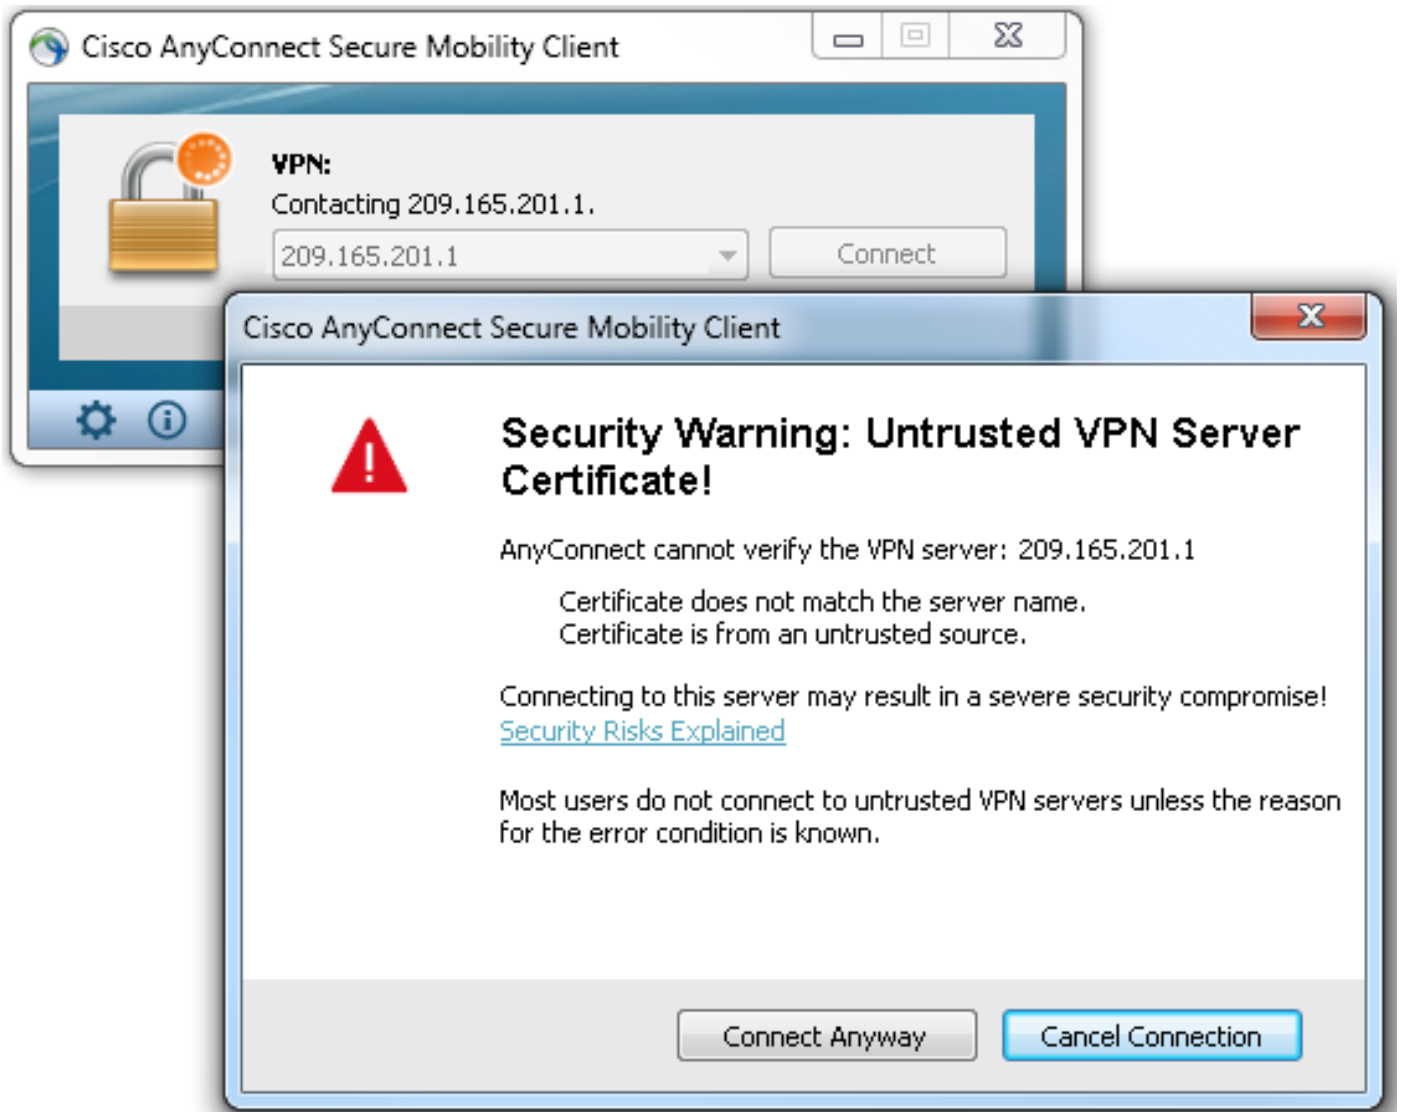 Cisco AnyConnect Secure Mobility Client
VPN:
Contacting 209.165.201.1.
209.165.201.1
Connect
Cisco AnyConnect Secure Mobility Client
Security Warning: Untrusted VPN Server
Certificate!
AnyConnect cannot verify the VPN server: 209.165.201.1
Certificate does not match the server name.
Certificate is from an untrusted source.
Connecting to this server may result in a severe security compromise!
Security Risks Explained
Most users do not connect to untrusted VPN servers unless the reason
for the error condition is known.
Connect Anyway
Cancel Connection